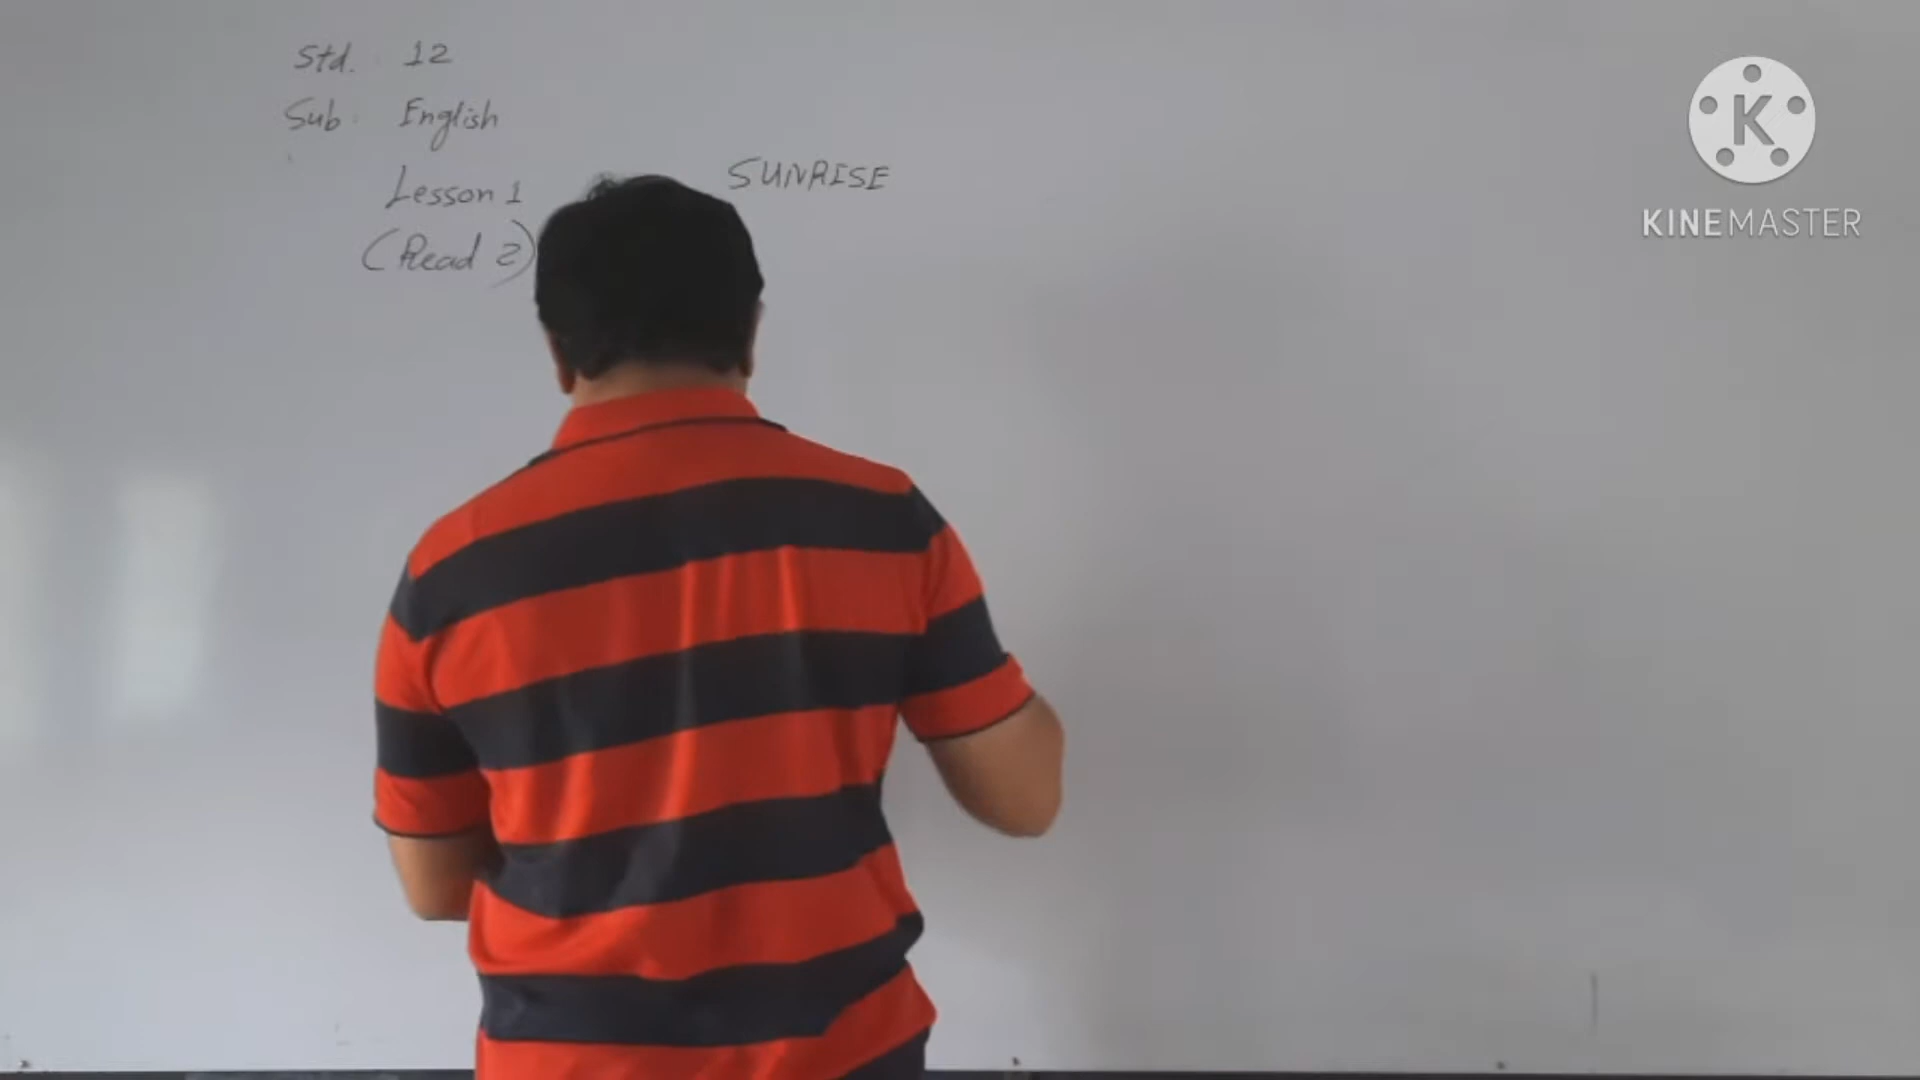 Std. 12
Sub. English
Lesson 1 SUNRISE
(Read 2)
K
KINEMASTER